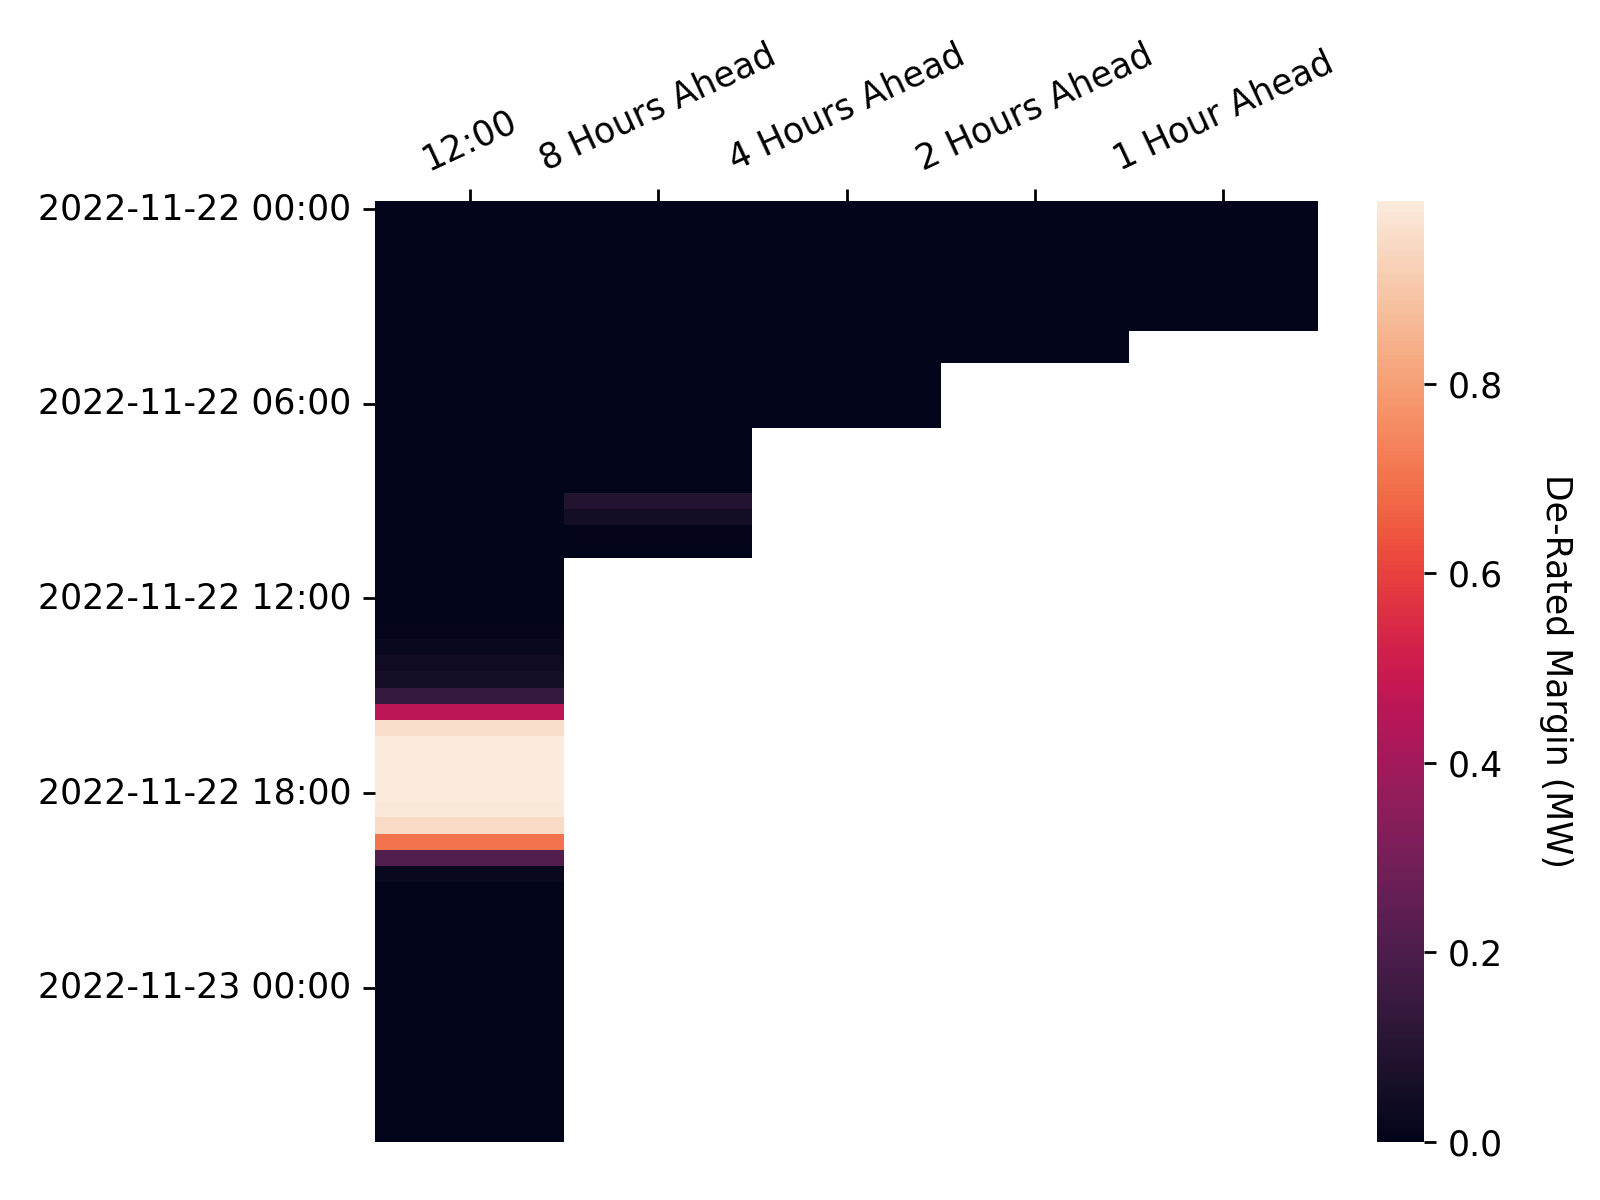 12:00
8 Hours Ahead
4 Hours Ahead
2 Hours Ahead
1 Hour Ahead
2022-11-22 00:00
2022-11-22 06:00
2022-11-22 12:00
2022-11-22 18:00
2022-11-23 00:00
0.8
0.6
0.4
0.2
0.0
De-Rated Margin (MW)